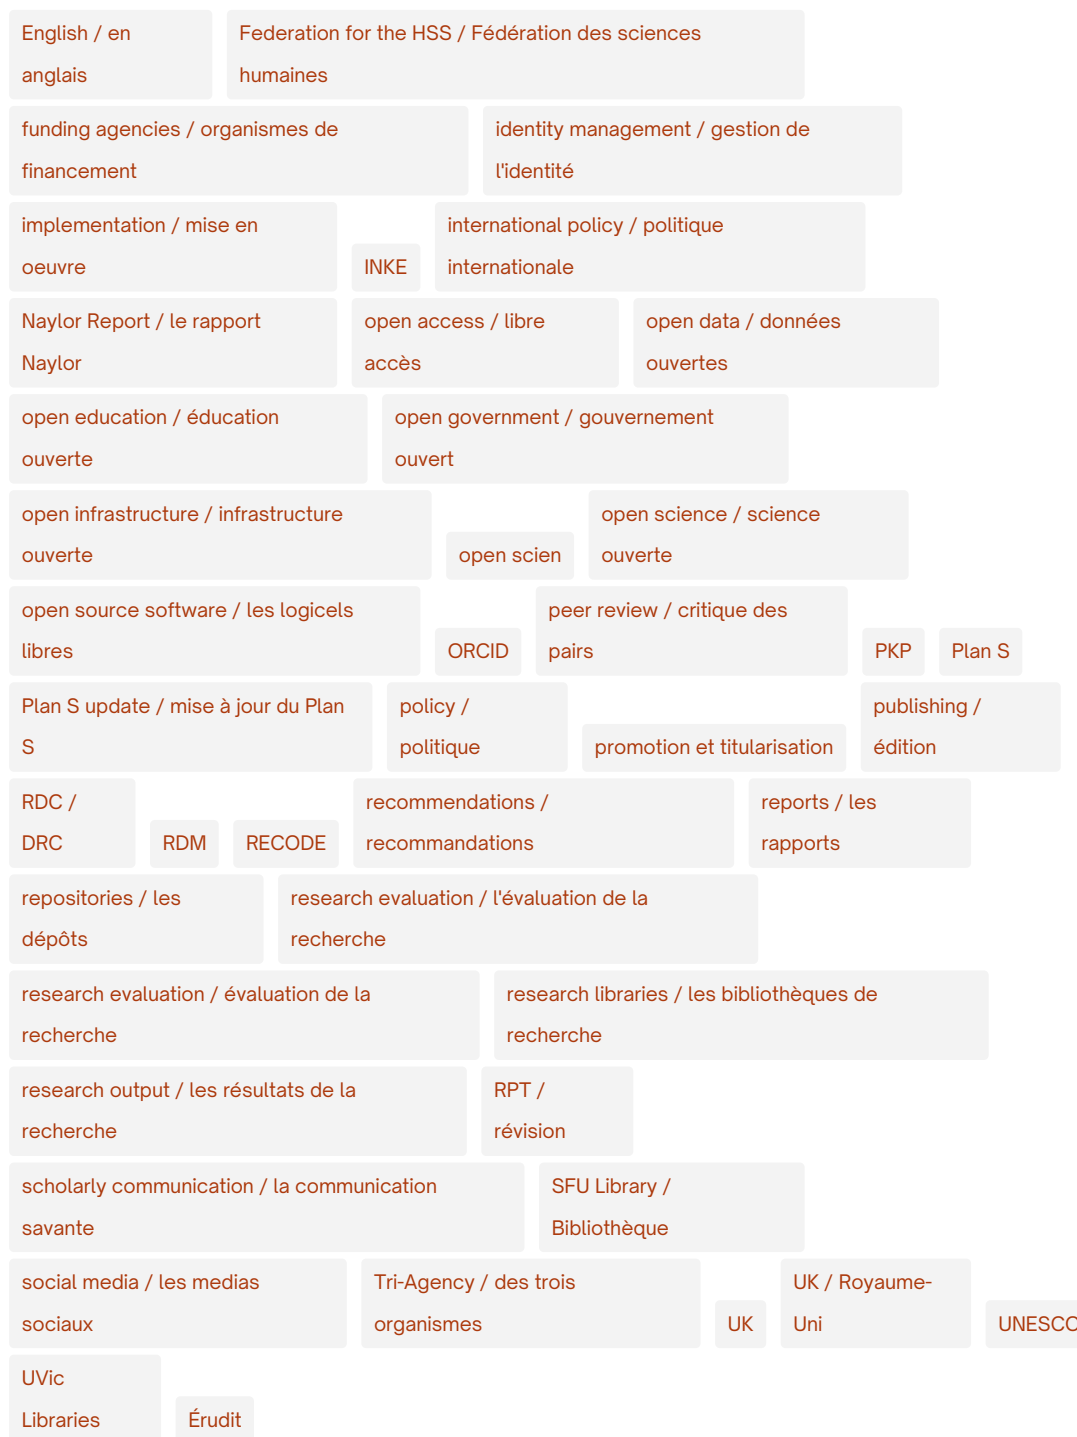 English / en anglais
Federation for the HSS / Fédération des sciences humaines
funding agencies / organismes de financement
identity management / gestion de l'identité
implementation / mise en oeuvre
INKE
international policy / politique internationale
Naylor Report / le rapport Naylor
open access / libre accès
open data / données ouvertes
open education / éducation ouverte
open government / gouvernement ouvert
open infrastructure / infrastructure ouverte
open scien
open science / science ouverte
open source software / les logicels libres
ORCID
peer review / critique des pairs
PKP
Plan S
Plan S update / mise à jour du Plan S
policy / politique
promotion et titularisation
publishing / édition
RDC / DRC
RDM
RECODE
recommendations / recommandations
reports / les rapports
repositories / les dépôts
research evaluation / l'évaluation de la recherche
research evaluation / évaluation de la recherche
research libraries / les bibliothèques de recherche
research output / les résultats de la recherche
RPT / révision
scholarly communication / la communication savante
SFU Library / Bibliothèque
social media / les medias sociaux
Tri-Agency / des trois organismes
UK
UK / Royaume-Uni
UNESCO
UVic Libraries
Érudit